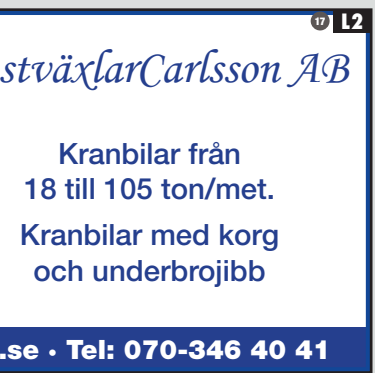 17 L2
stväxlarCarlsson AB
Kranbilar från
18 till 105 ton/met.
Kranbilar med korg
och underbrojibb
.se • Tel: 070-346 40 41